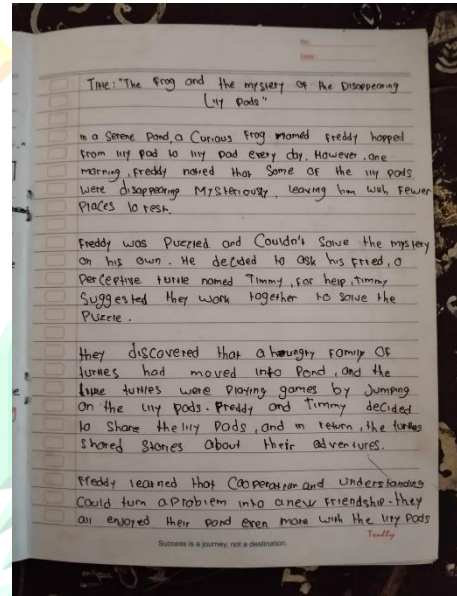 No.
Date
Title: "The frog and the mystery of the Disappearing
Lily Pads"
In a Serene Pond, a Curious frog named freddy hopped
from lily pad to lily pad every day. However, one
morning, freddy noticed that Some of the lily pads
were disappearing Mysteriously, leaving him with fewer
Places to rest.
freddy was Puzzled and Couldn't Solve the mystery
on his own. He decided to ask his fried, a
Perceptive turtle named Timmy, for help, timmy
Suggested they work together to solve the
Puzzle.
they discovered that a houngry family of
turtles had moved into Pond, and the
turtles were Playing games by Jumping
on the lily pads. Freddy and Timmy decided
to Share the lily Pads, and in return, the turtles
Shared Stories about their adventures.
freddy learned that Cooperation and understanding
Could turn a problem into a new friendship. they
all enjoyed their pond even more with the lily pads
Success is a journey, not a destination.